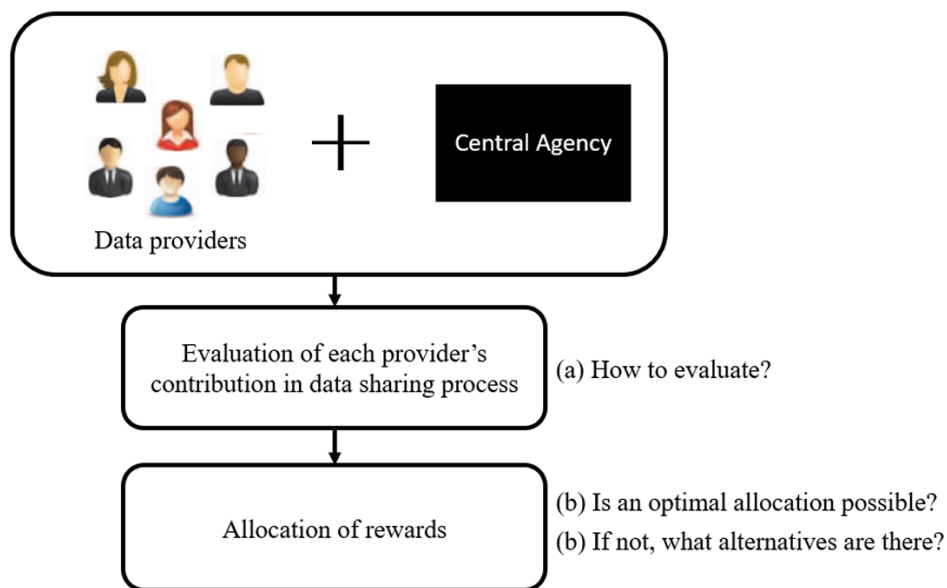 Central Agency
Data providers
Evaluation of each provider's
contribution in data sharing process
(a) How to evaluate?
Allocation of rewards
(b) Is an optimal allocation possible?
(b) If not, what alternatives are there?